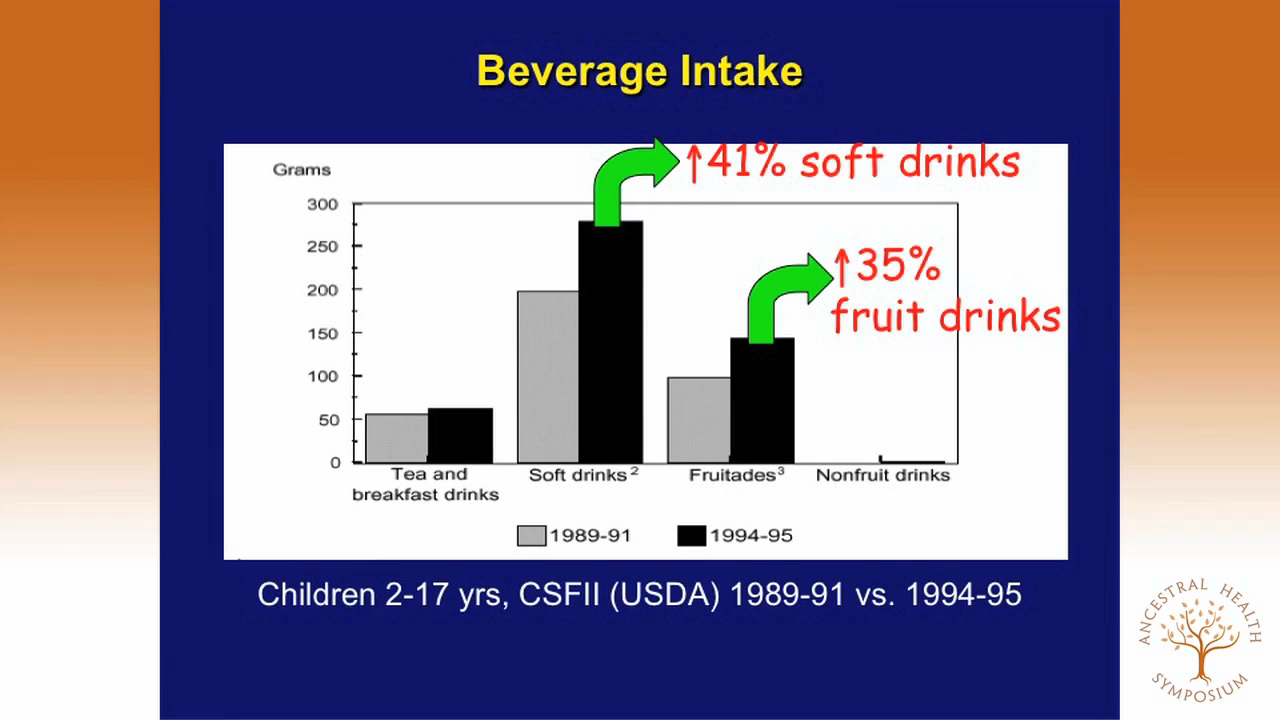 Beverage Intake
Grams
↑41% soft drinks
300
250
200
150
100
50
0
↑35%
fruit drinks
Tea and
breakfast drinks
Soft drinks²
Fruitades³
Nonfruit drinks
1989-91
1994-95
Children 2-17 yrs, CSFII (USDA) 1989-91 vs. 1994-95
ANCESTRAL HEALTH
SYMPOSIUM